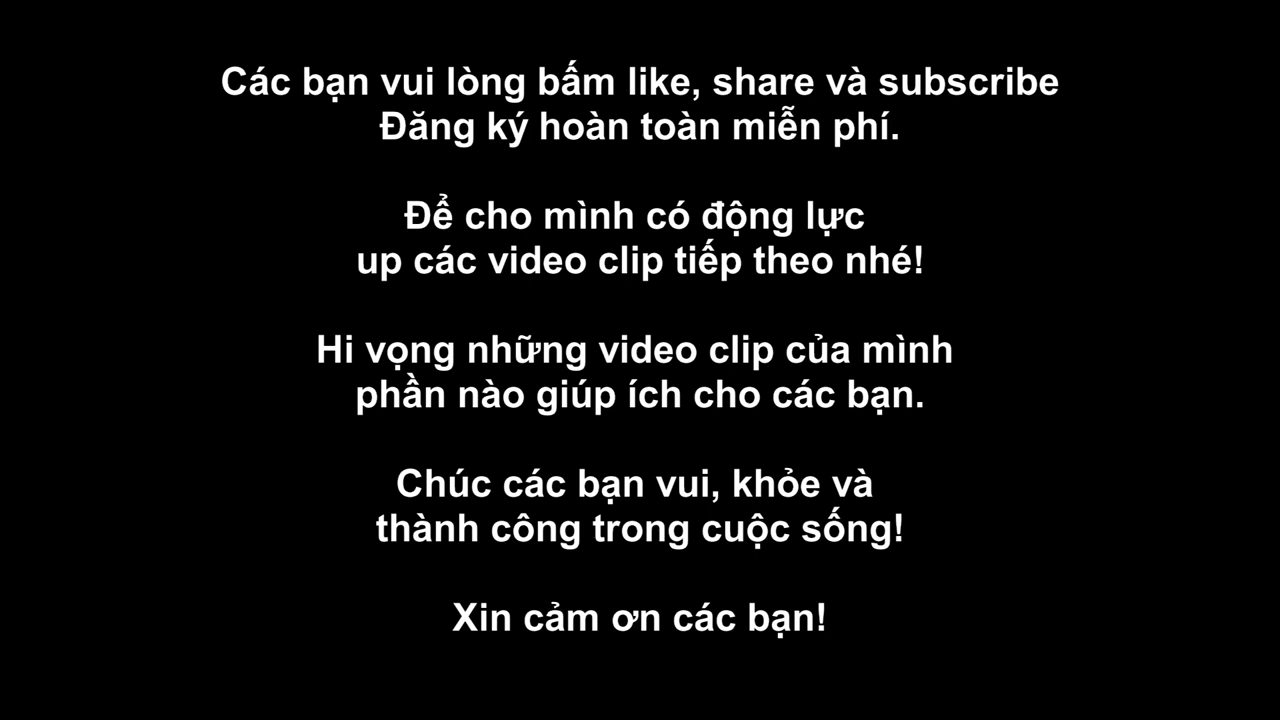 Các bạn vui lòng bấm like, share và subscribe
Đăng ký hoàn toàn miễn phí.
Để cho mình có động lực
up các video clip tiếp theo nhé!
Hi vọng những video clip của mình
phần nào giúp ích cho các bạn.
Chúc các bạn vui, khỏe và
thành công trong cuộc sống!
Xin cảm ơn các bạn!